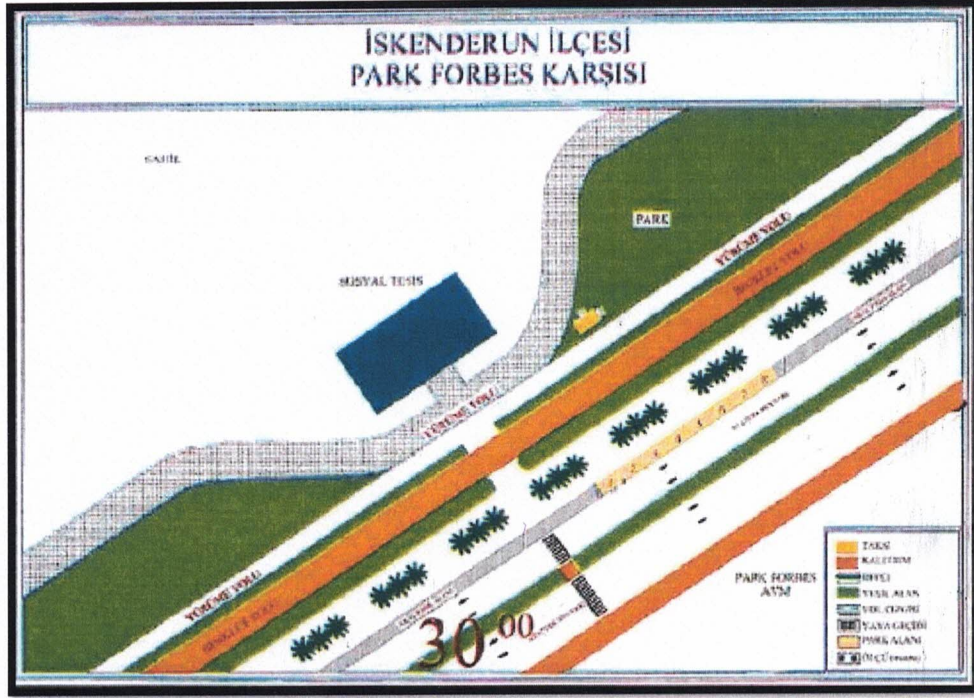 İSKENDERUN İLÇESİ
PARK FORBES KARŞISI
SAHİL
PARK
YÜRÜME YOLU
BİSİKLET YOLU
SOSYAL TESİS
YÜRÜME YOLU
YÜRÜME YOLU
BİSİKLET YOLU
30.00
PARK FORBES
AVM
TAKSİ
KALDIRIM
REFÜJ
YEŞİL ALAN
YOL ÇİZGİSİ
YAYA GEÇİDİ
PARK ALANI